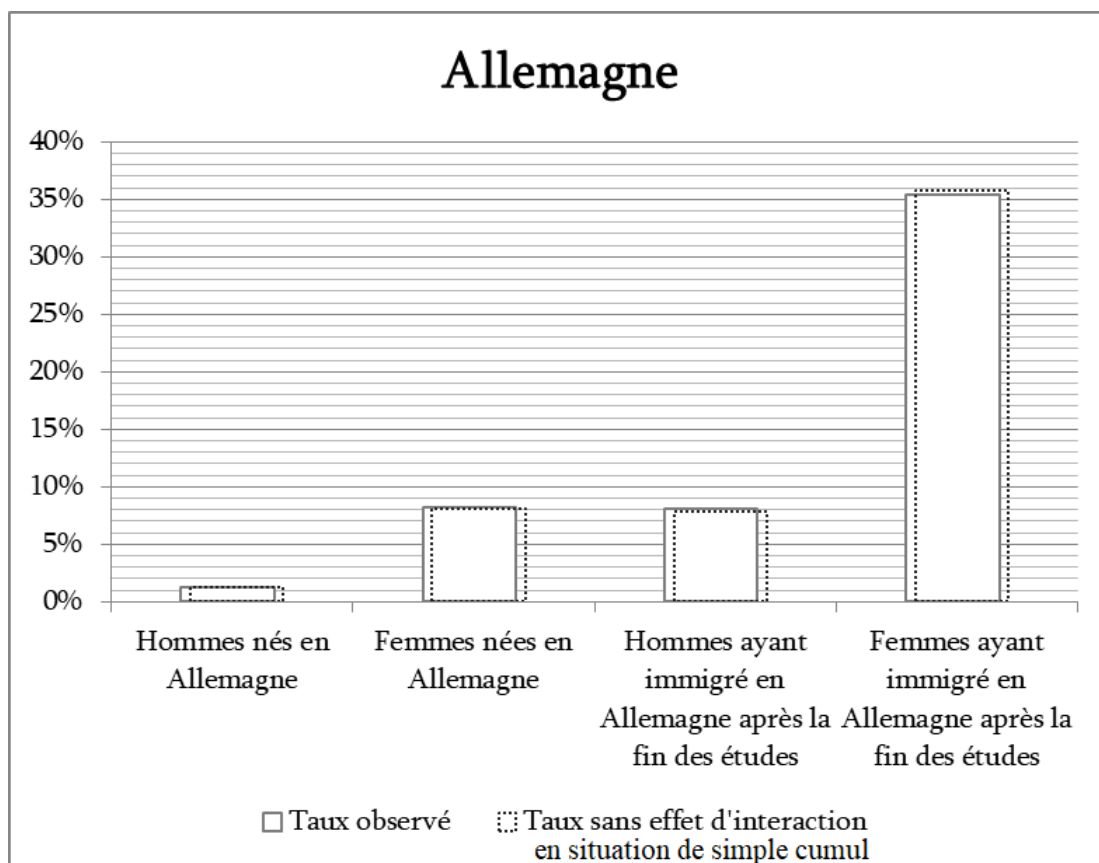 Allemagne
40%
35%
30%
25%
20%
15%
10%
5%
0%
Hommes nés en
Allemagne
Femmes nées en
Allemagne
Hommes ayant
immigré en
Allemagne après la
fin des études
Femmes ayant
immigré en
Allemagne après la
fin des études
Taux observé
Taux sans effet d'interaction
en situation de simple cumul